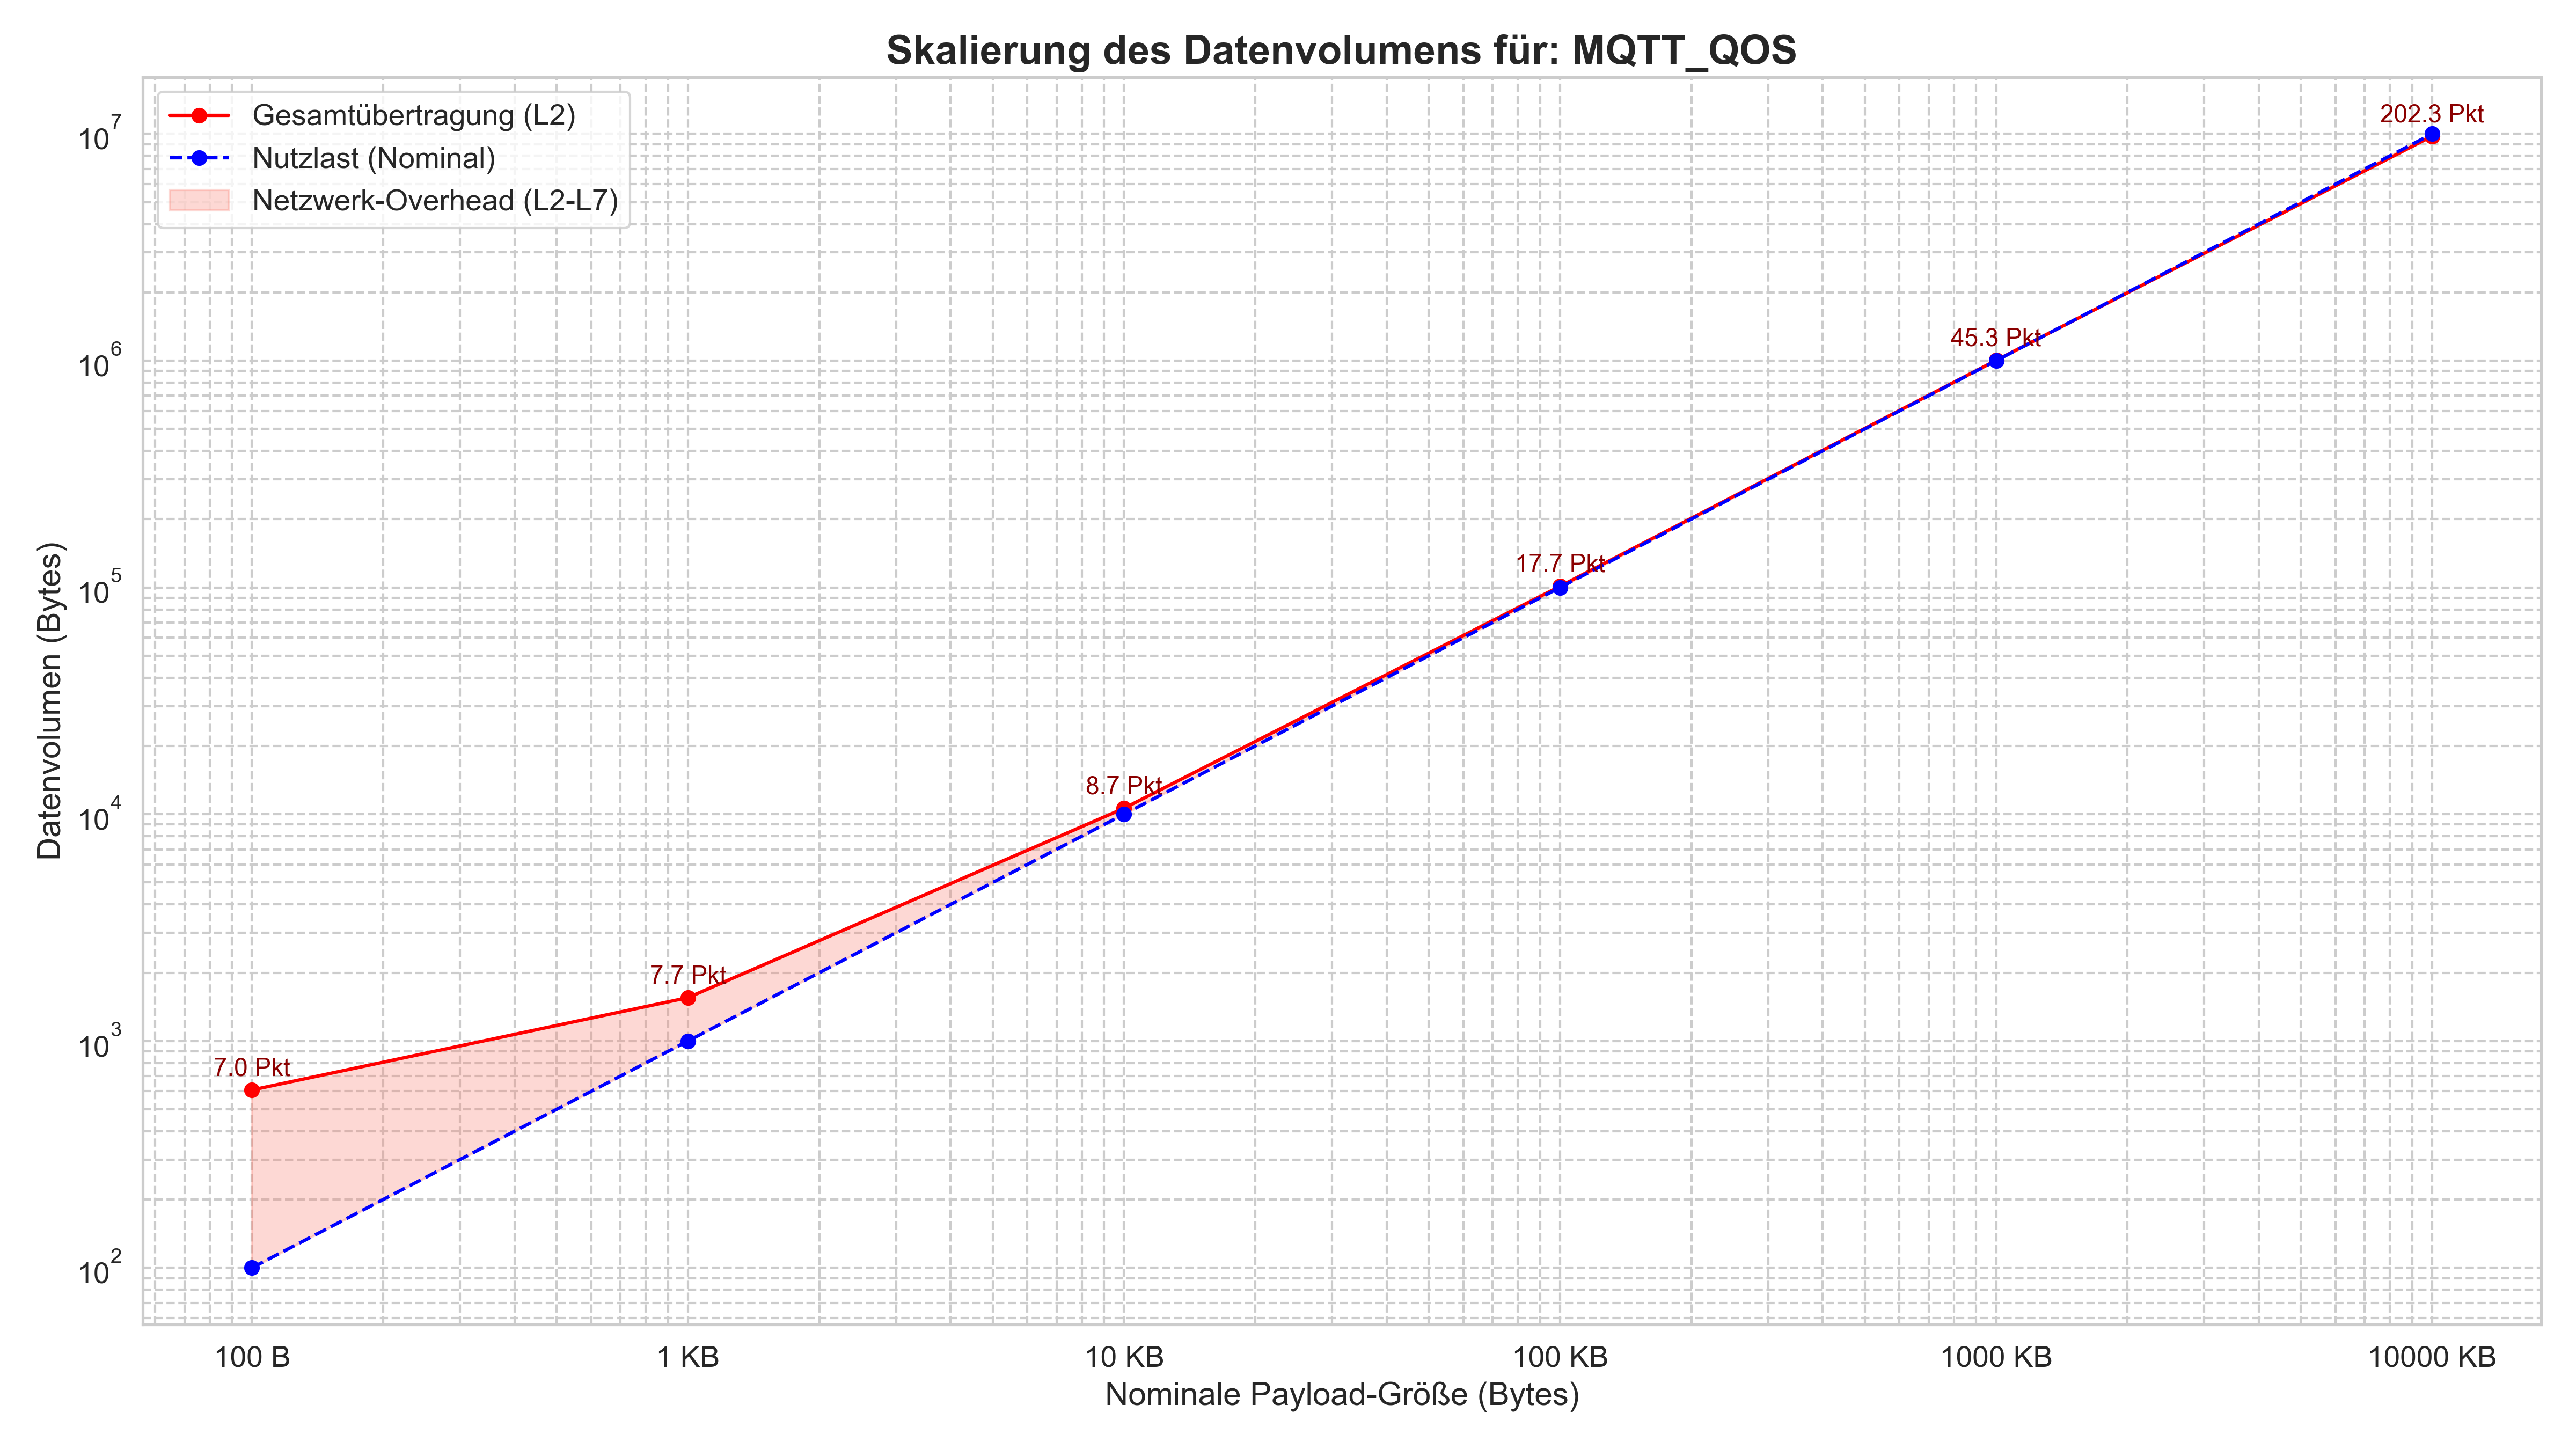 Skalierung des Datenvolumens für: MQTT_QOS
Gesamtübertragung (L2)
Nutzlast (Nominal)
Netzwerk-Overhead (L2-L7)
Datenvolumen (Bytes)
10^7
10^6
10^5
10^4
10^3
10^2
7.0 Pkt
7.7 Pkt
8.7 Pkt
17.7 Pkt
45.3 Pkt
202.3 Pkt
100 B
1 KB
10 KB
100 KB
1000 KB
10000 KB
Nominale Payload-Größe (Bytes)